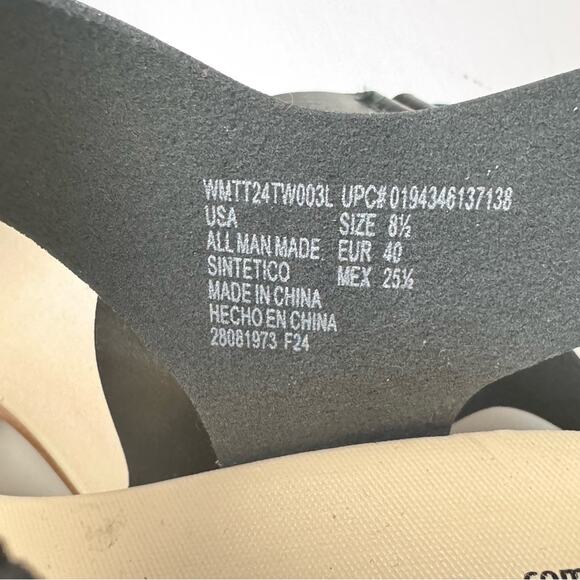 WMTT24TW003L UPC# 0194346137138
USA SIZE 8½
ALL MAN MADE. EUR 40
SINTETICO MEX 25½
MADE IN CHINA
HECHO EN CHINA
28081973 F24
com